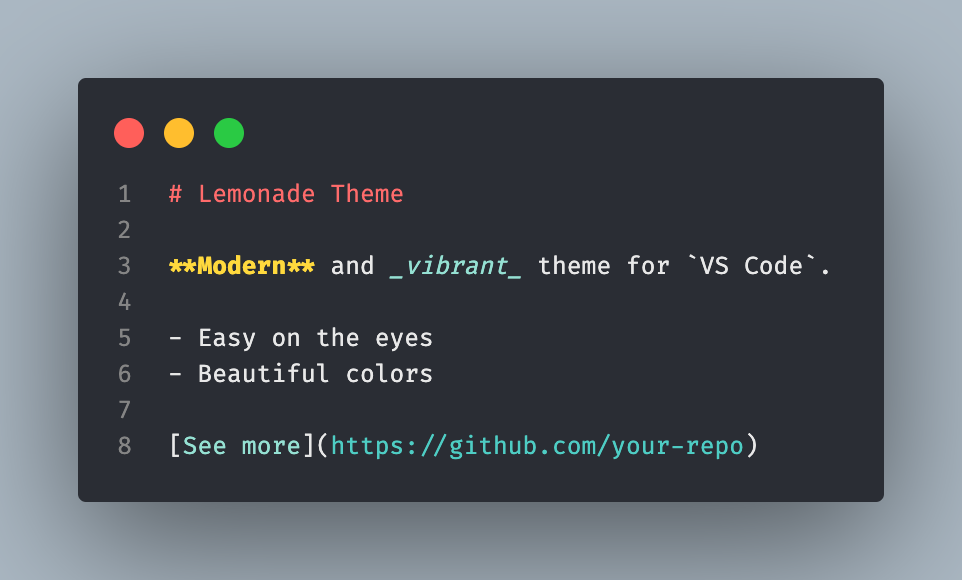 1 # Lemonade Theme
2
3 **Modern** and _vibrant_ theme for `VS Code`.
4
5 - Easy on the eyes
6 - Beautiful colors
7
8 [See more](https://github.com/your-repo)